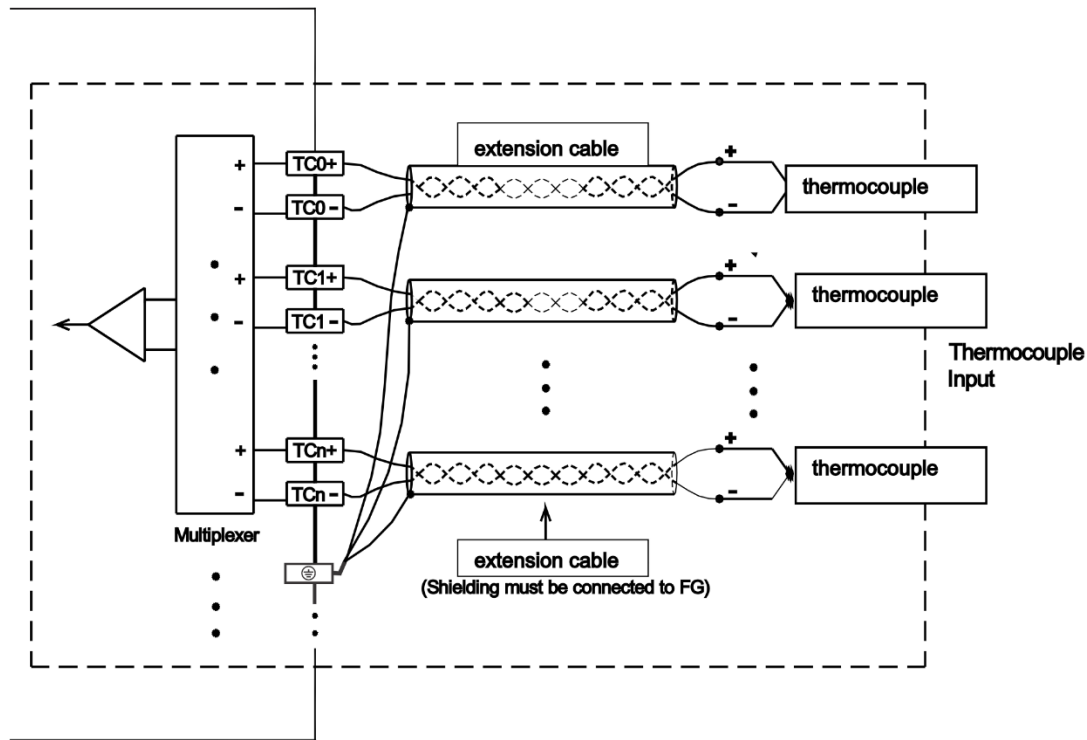 extension cable
+
TC0+
+
thermocouple
−
TC0−
−
+
TC1+
+
thermocouple
−
TC1−
−
Thermocouple
Input
+
TCn+
+
thermocouple
−
TCn−
−
Multiplexer
extension cable
(Shielding must be connected to FG)